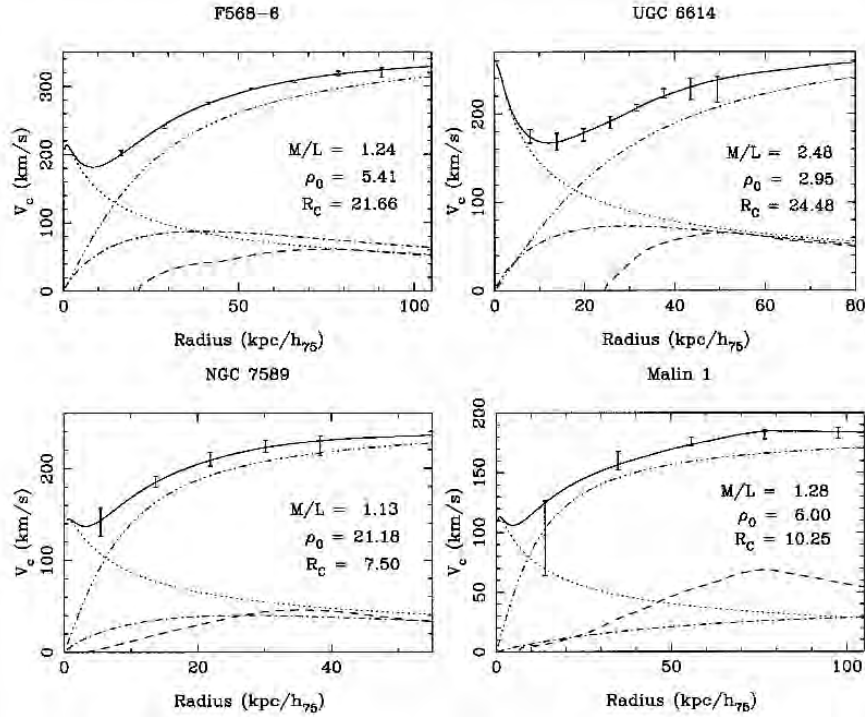 F568-6
V_c (km/s)
300
200
100
0
M/L = 1.24
ρ_0 = 5.41
R_C = 21.66
0 50 100
Radius (kpc/h_75)
UGC 6614
V_c (km/s)
200
100
0
M/L = 2.48
ρ_0 = 2.95
R_C = 24.48
0 20 40 60 80
Radius (kpc/h_75)
NGC 7589
V_c (km/s)
200
100
0
M/L = 1.13
ρ_0 = 21.18
R_C = 7.50
0 20 40
Radius (kpc/h_75)
Malin 1
V_c (km/s)
200
150
100
50
0
M/L = 1.28
ρ_0 = 6.00
R_C = 10.25
0 50 100
Radius (kpc/h_75)